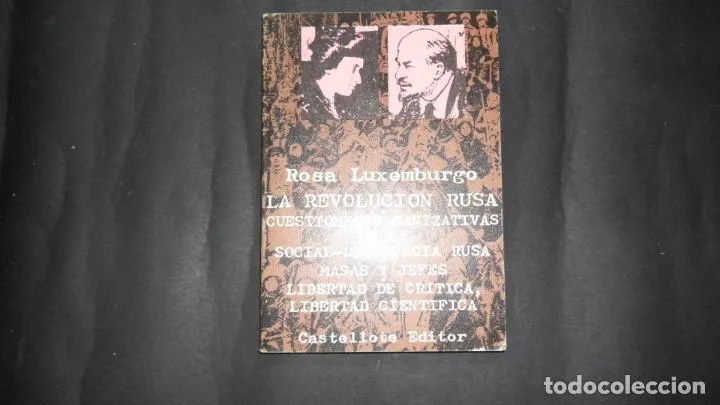 Rosa Luxemburgo
LA REVOLUCION RUSA
CUESTIONES ORGANIZATIVAS
SOCIAL-DEMOCRACIA RUSA
MASAS Y JEFES
LIBERTAD DE CRITICA,
LIBERTAD CIENTIFICA
Castellote Editor
todocoleccion